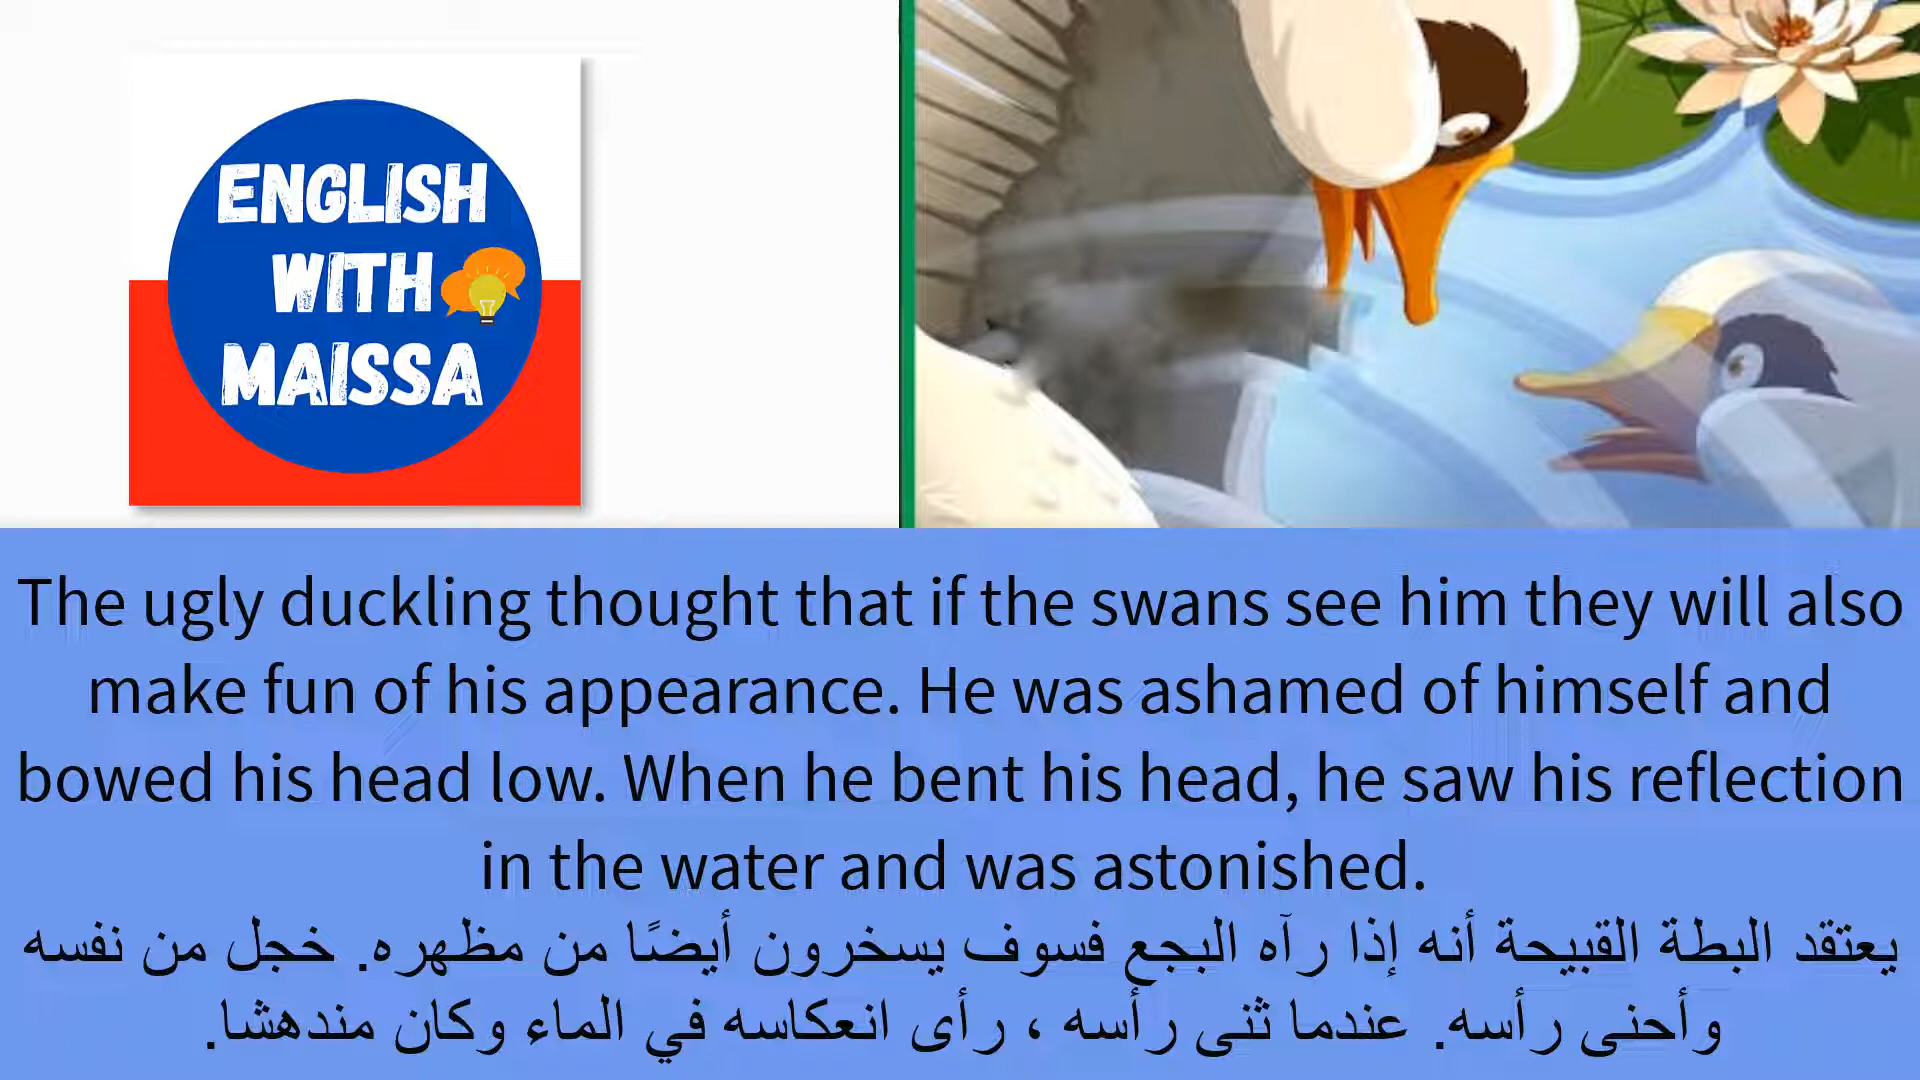 ENGLISH
WITH
MAISSA
The ugly duckling thought that if the swans see him they will also
make fun of his appearance. He was ashamed of himself and
bowed his head low. When he bent his head, he saw his reflection
in the water and was astonished.
يعتقد البطة القبيحة أنه إذا رآه البجع فسوف يسخرون أيضًا من مظهره. خجل من نفسه
وأحنى رأسه. عندما ثنى رأسه ، رأى انعكاسه في الماء وكان مندهشا.